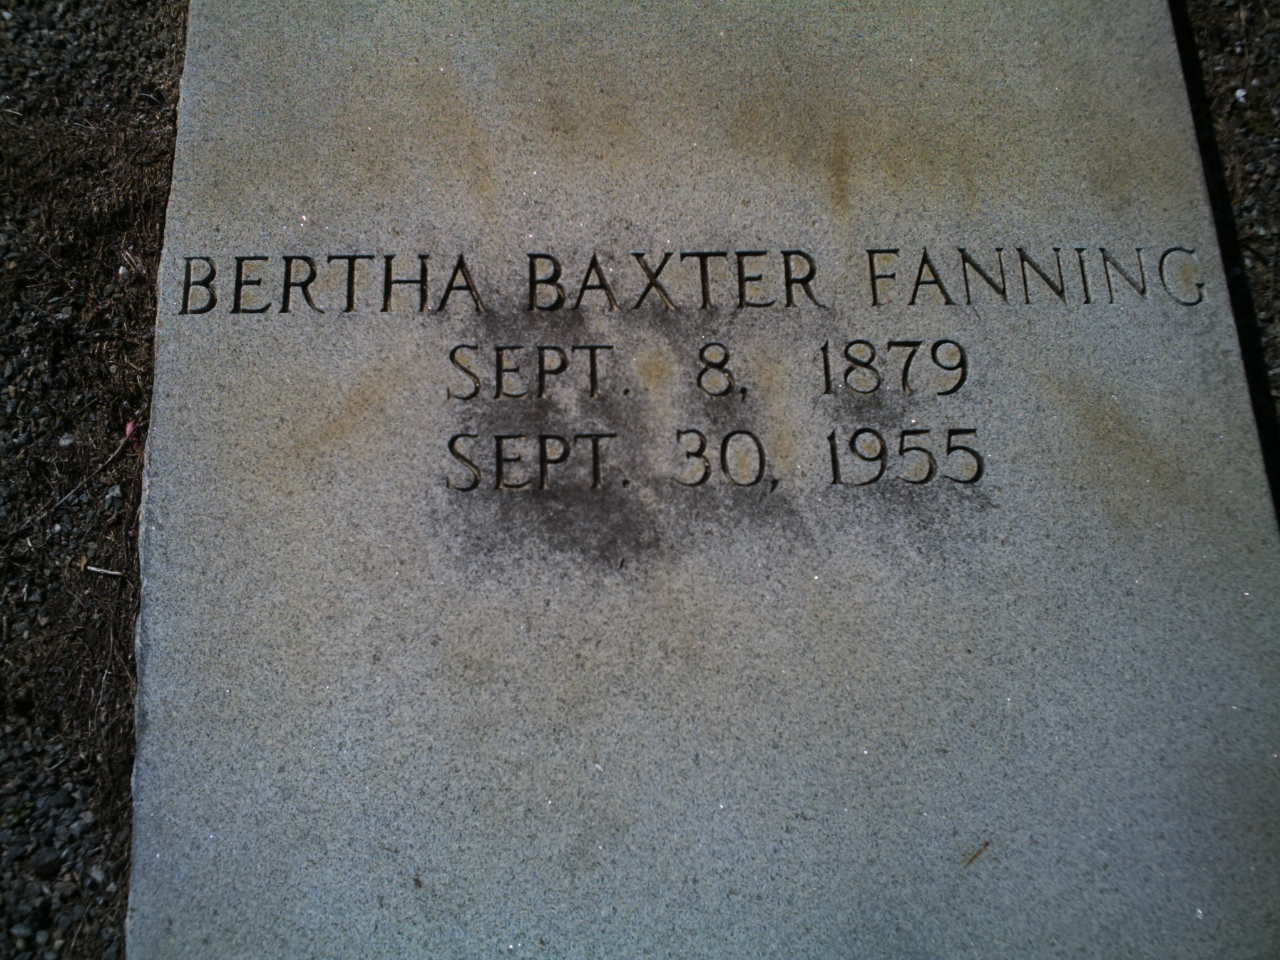 BERTHA BAXTER FANNING
SEPT. 8, 1879
SEPT. 30, 1955